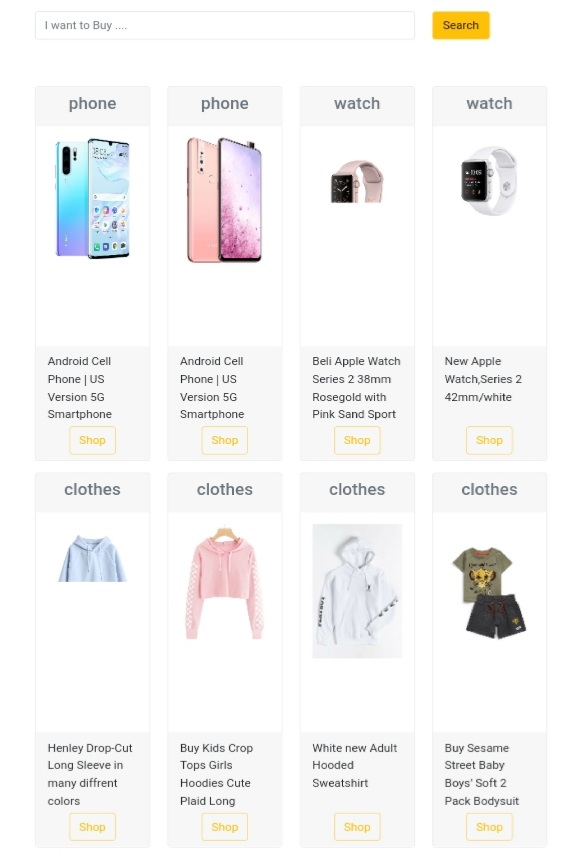 I want to Buy ....
Search
phone
phone
watch
watch
Android Cell
Phone | US
Version 5G
Smartphone
Shop
Android Cell
Phone | US
Version 5G
Smartphone
Shop
Beli Apple Watch
Series 2 38mm
Rosegold with
Pink Sand Sport
Shop
New Apple
Watch,Series 2
42mm/white
Shop
clothes
clothes
clothes
clothes
Henley Drop-Cut
Long Sleeve in
many diffrent
colors
Shop
Buy Kids Crop
Tops Girls
Hoodies Cute
Plaid Long
Shop
White new Adult
Hooded
Sweatshirt
Shop
Buy Sesame
Street Baby
Boys' Soft 2
Pack Bodysuit
Shop